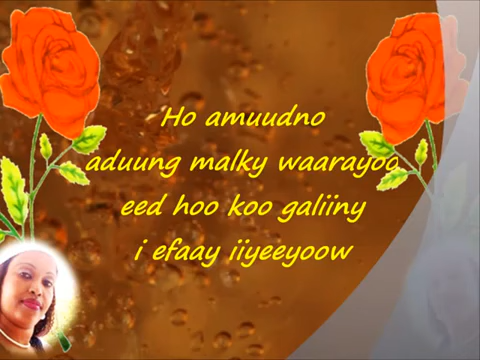 Ho amuudno
aduung malky waarayoo
eed hoo koo galiiny
i efaay iiyeeyoow